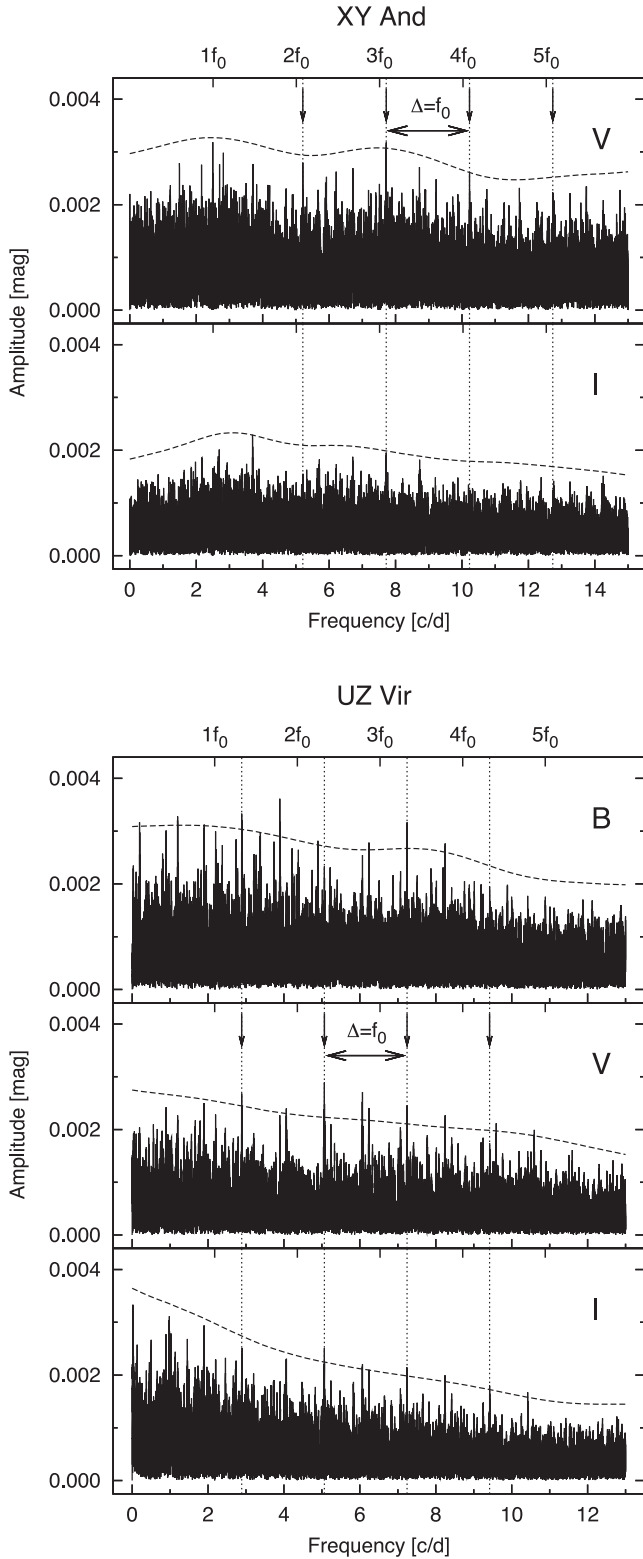 XY And
1f₀ 2f₀ 3f₀ 4f₀ 5f₀
Δ=f₀
V
0.004
0.002
0.000
I
0.004
0.002
0.000
Amplitude [mag]
0 2 4 6 8 10 12 14
Frequency [c/d]
UZ Vir
1f₀ 2f₀ 3f₀ 4f₀ 5f₀
B
0.004
0.002
0.000
Δ=f₀
V
0.004
0.002
0.000
Amplitude [mag]
I
0.004
0.002
0.000
0 2 4 6 8 10 12
Frequency [c/d]